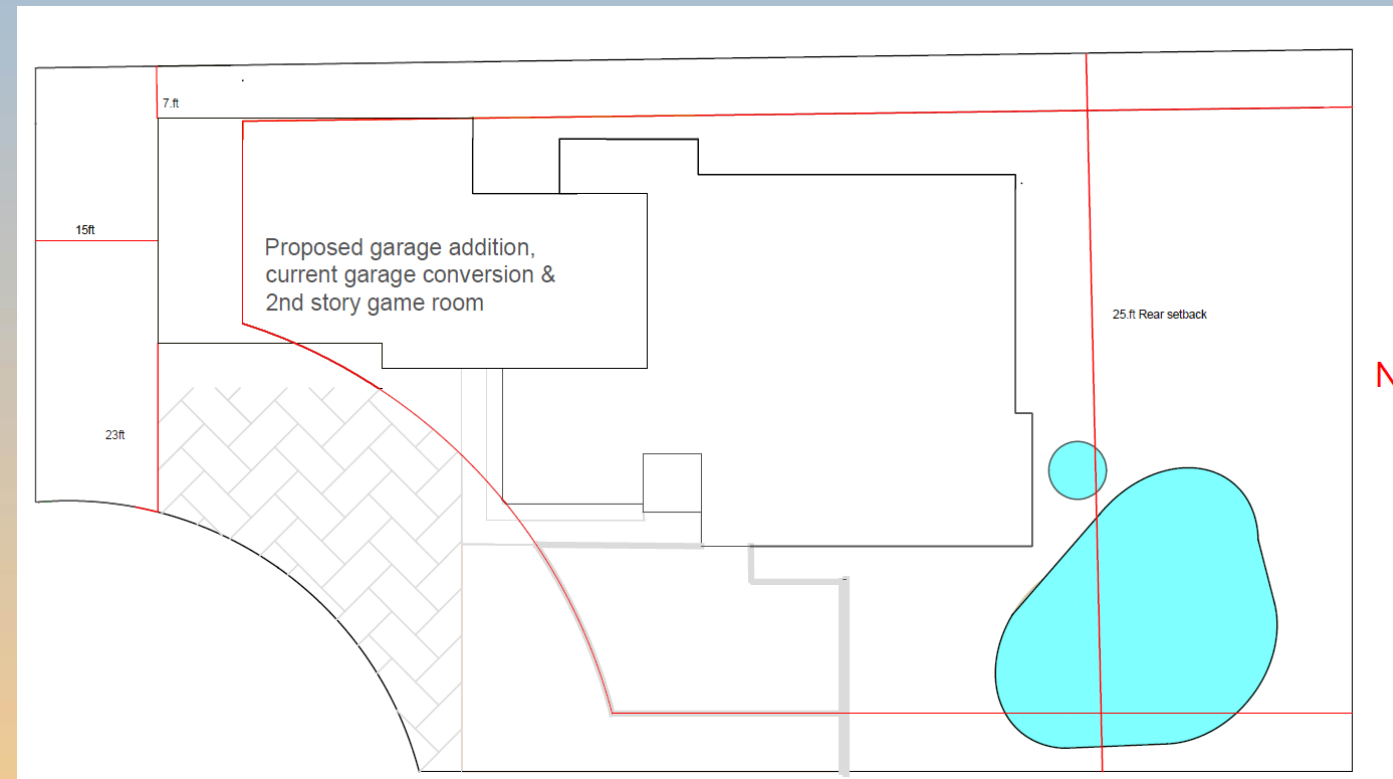 7.ft
15ft
Proposed garage addition,
current garage conversion &
2nd story game room
25.ft Rear setback
N
23ft